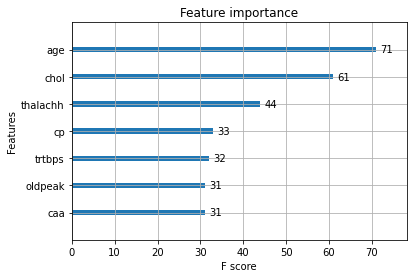 Feature importance
age 71
chol 61
thalachh 44
cp 33
trtbps 32
oldpeak 31
caa 31
Features
0 10 20 30 40 50 60 70
F score